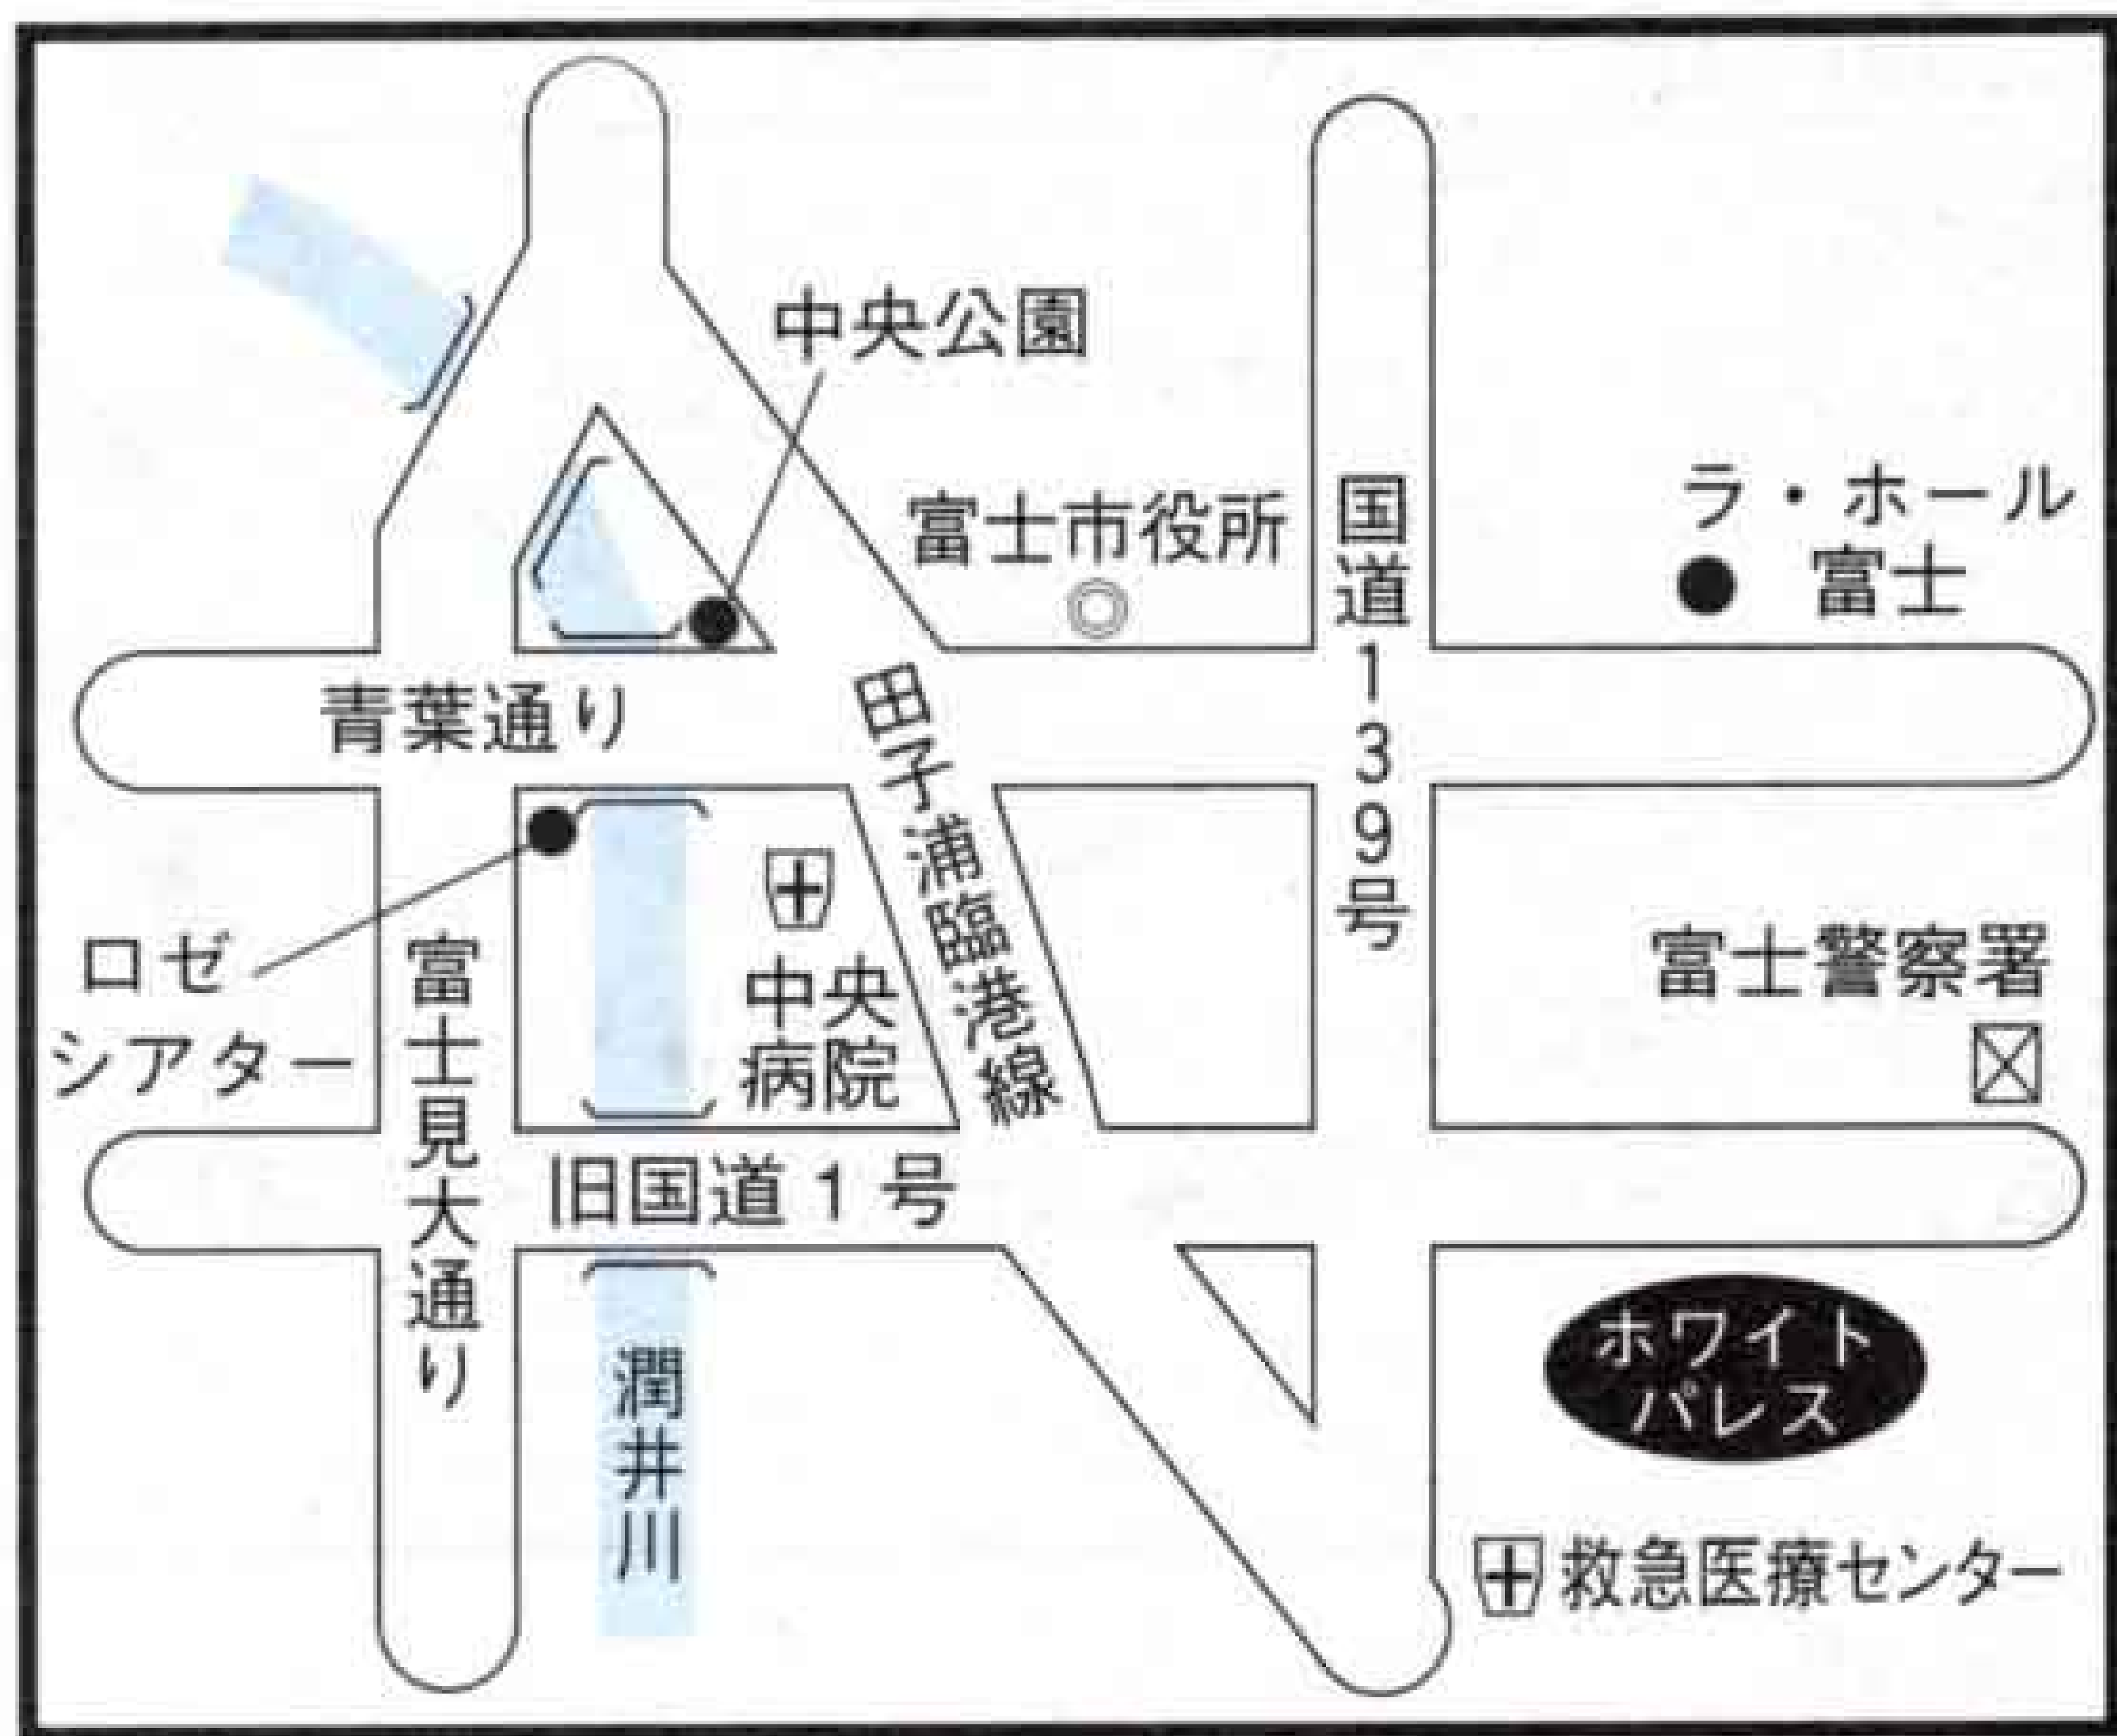 中央公園
富士市役所
国道139号
ラ・ホール
富士
青葉通り
田子浦臨港線
ロゼ
シアター
富士見大通り
中央
病院
富士警察署
旧国道1号
潤井川
ホワイト
パレス
救急医療センター